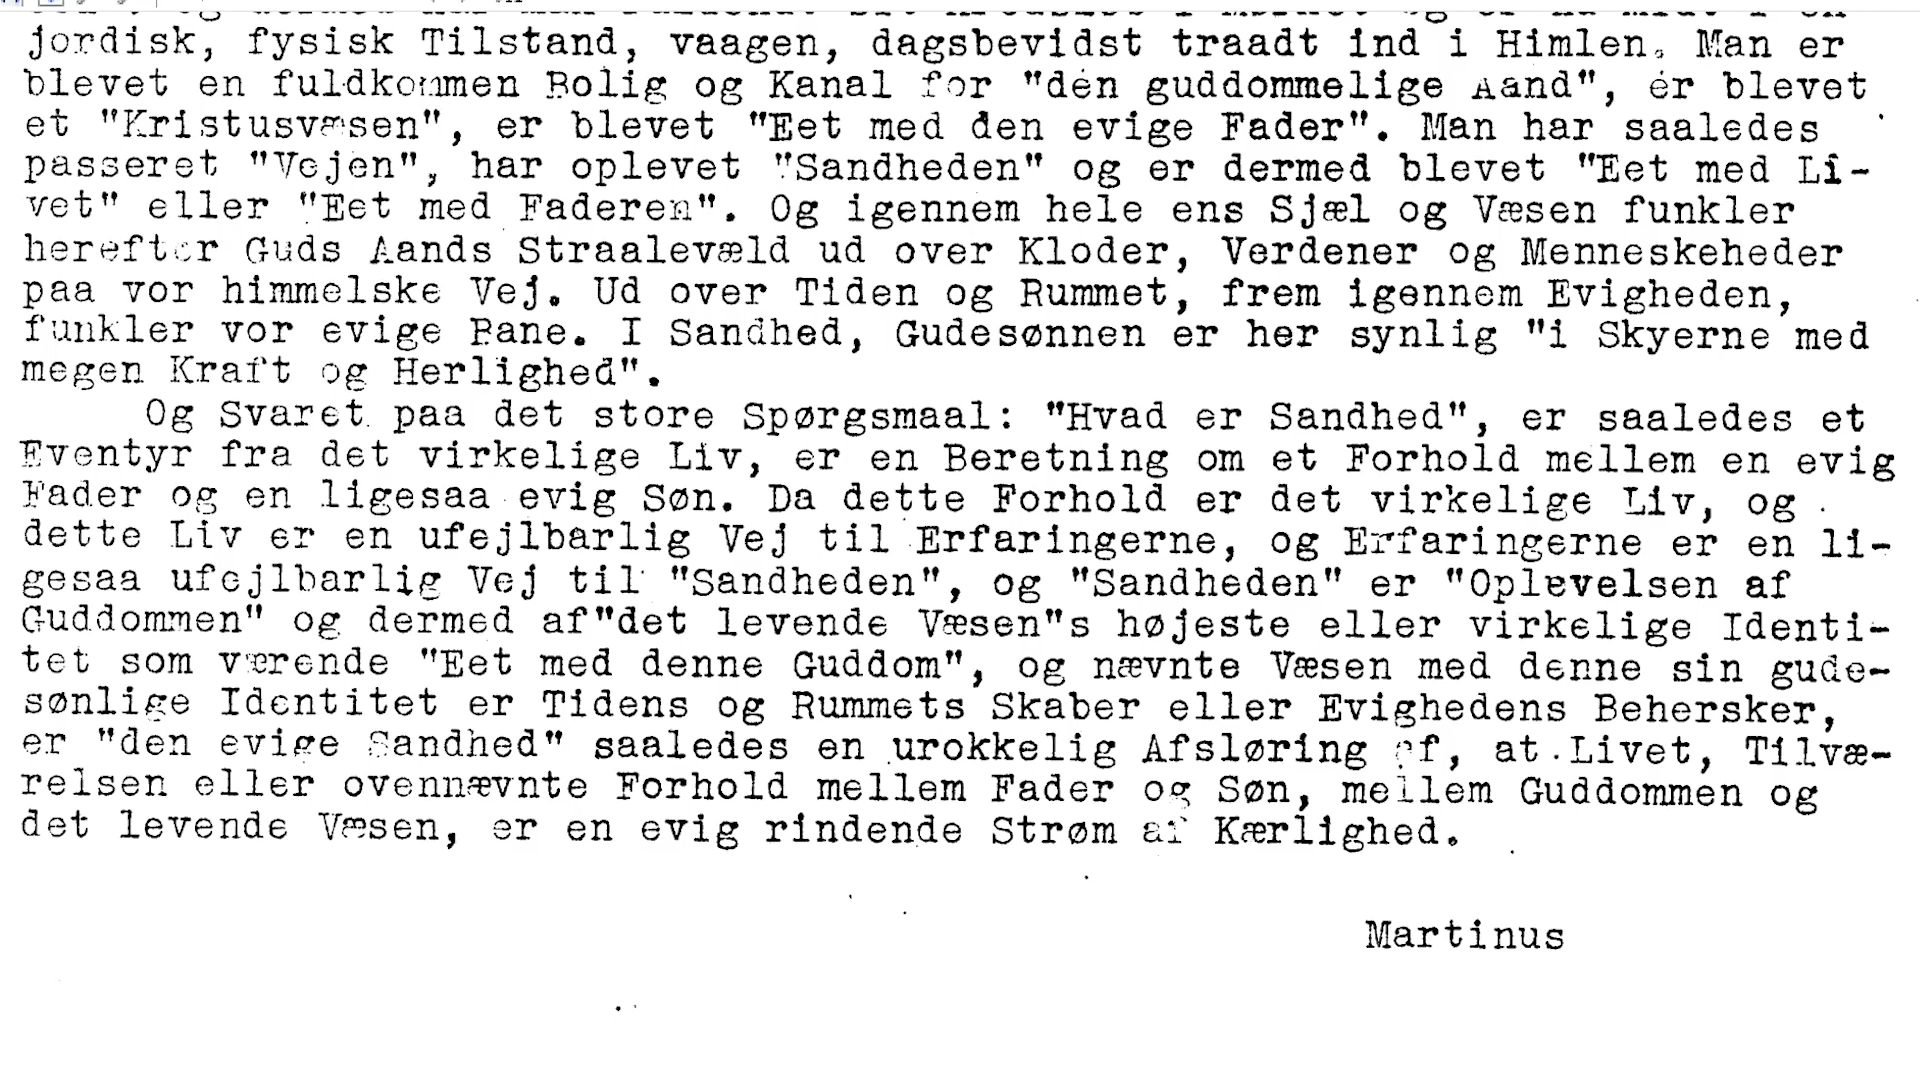 jordisk, fysisk Tilstand, vaagen, dagsbevidst traadt ind i Himlen. Man er
blevet en fuldkommen Bolig og Kanal for "den guddommelige Aand", er blevet
et "Kristusvæsen", er blevet "Eet med den evige Fader". Man har saaledes
passeret "Vejen", har oplevet "Sandheden" og er dermed blevet "Eet med Li-
vet" eller "Eet med Faderen". Og igennem hele ens Sjæl og Væsen funkler
herefter Guds Aands Straalevæld ud over Kloder, Verdener og Menneskeheder
paa vor himmelske Vej. Ud over Tiden og Rummet, frem igennem Evigheden,
funkler vor evige Bane. I Sandhed, Gudesønnen er her synlig "i Skyerne med
megen Kraft og Herlighed".
Og Svaret paa det store Spørgsmaal: "Hvad er Sandhed", er saaledes et
Eventyr fra det virkelige Liv, er en Beretning om et Forhold mellem en evig
Fader og en ligesaa evig Søn. Da dette Forhold er det virkelige Liv, og
dette Liv er en ufejlbarlig Vej til Erfaringerne, og Erfaringerne er en li-
gesaa ufejlbarlig Vej til "Sandheden", og "Sandheden" er "Oplevelsen af
Guddommen" og dermed af"det levende Væsen"s højeste eller virkelige Identi-
tet som værende "Eet med denne Guddom", og nævnte Væsen med denne sin gude-
sønlige Identitet er Tidens og Rummets Skaber eller Evighedens Behersker,
er "den evige Sandhed" saaledes en urokkelig Afsløring af, at Livet, Tilvæ-
relsen eller ovennævnte Forhold mellem Fader og Søn, mellem Guddommen og
det levende Væsen, er en evig rindende Strøm af Kærlighed.
Martinus